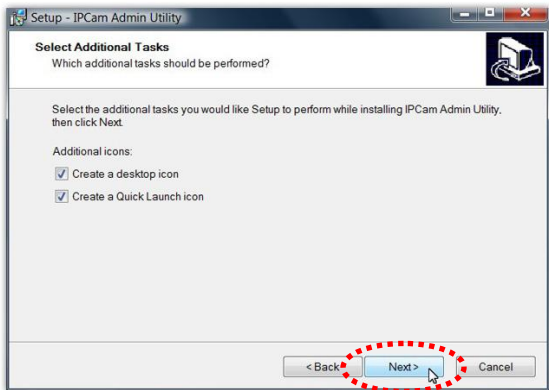 Setup - IPCam Admin Utility
Select Additional Tasks
Which additional tasks should be performed?
Select the additional tasks you would like Setup to perform while installing IPCam Admin Utility,
then click Next.
Additional icons:
Create a desktop icon
Create a Quick Launch icon
< Back
Next >
Cancel